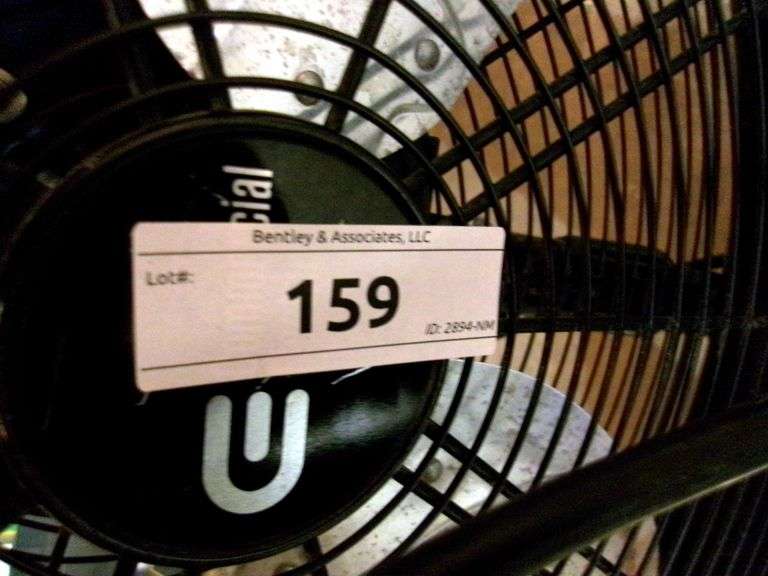 cial
Bentley & Associates, LLC
Lot#:
159
ID: 2894-NM